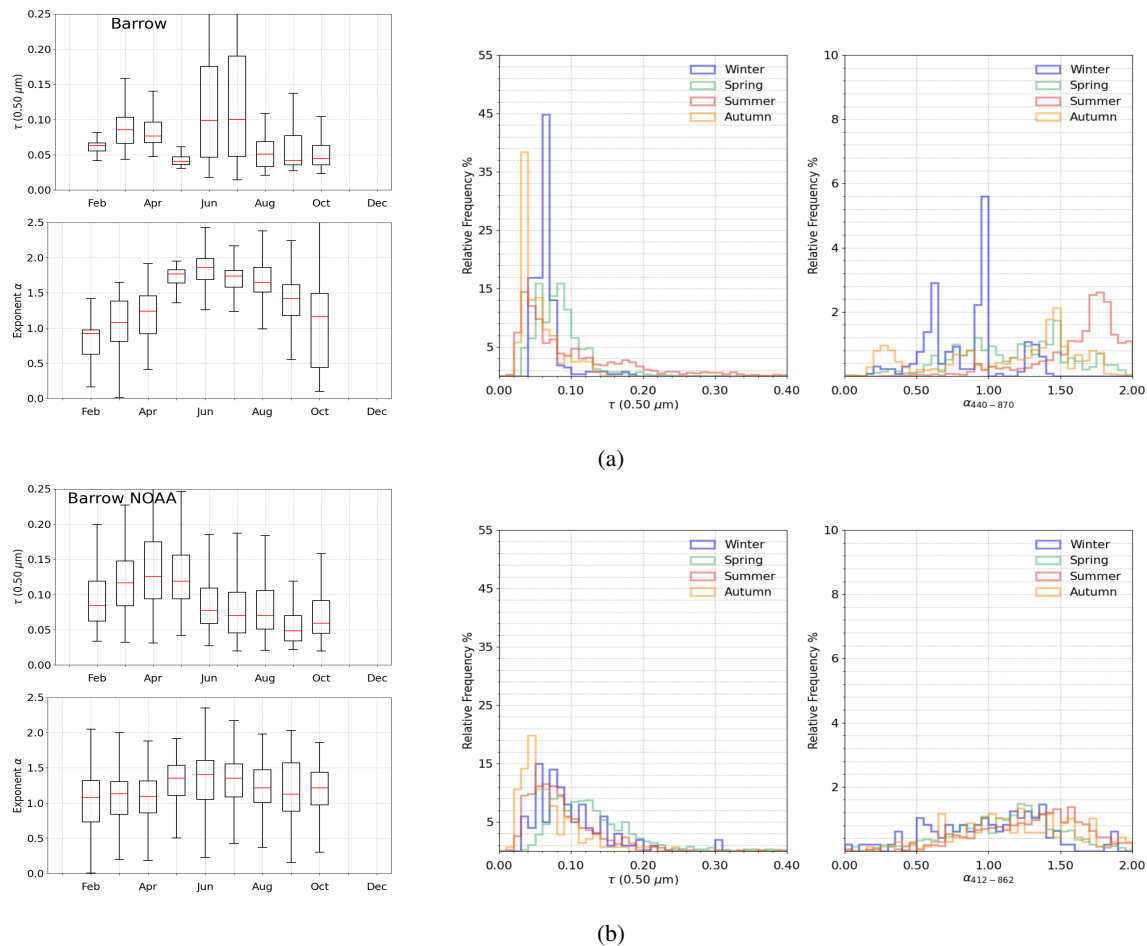 Barrow
τ (0.50 μm)
0.25
0.20
0.15
0.10
0.05
0.00
Feb Apr Jun Aug Oct Dec
Exponent α
2.5
2.0
1.5
1.0
0.5
0.0
Feb Apr Jun Aug Oct Dec
Relative Frequency %
55
45
35
25
15
5
Winter
Spring
Summer
Autumn
0.00 0.10 0.20 0.30 0.40
τ (0.50 μm)
Relative Frequency %
10
8
6
4
2
Winter
Spring
Summer
Autumn
0.00 0.50 1.00 1.50 2.00
α440−870
(a)
Barrow NOAA
τ (0.50 μm)
0.25
0.20
0.15
0.10
0.05
0.00
Feb Apr Jun Aug Oct Dec
Exponent α
2.5
2.0
1.5
1.0
0.5
0.0
Feb Apr Jun Aug Oct Dec
Relative Frequency %
55
45
35
25
15
5
Winter
Spring
Summer
Autumn
0.00 0.10 0.20 0.30 0.40
τ (0.50 μm)
Relative Frequency %
10
8
6
4
2
Winter
Spring
Summer
Autumn
0.00 0.50 1.00 1.50 2.00
α412−862
(b)